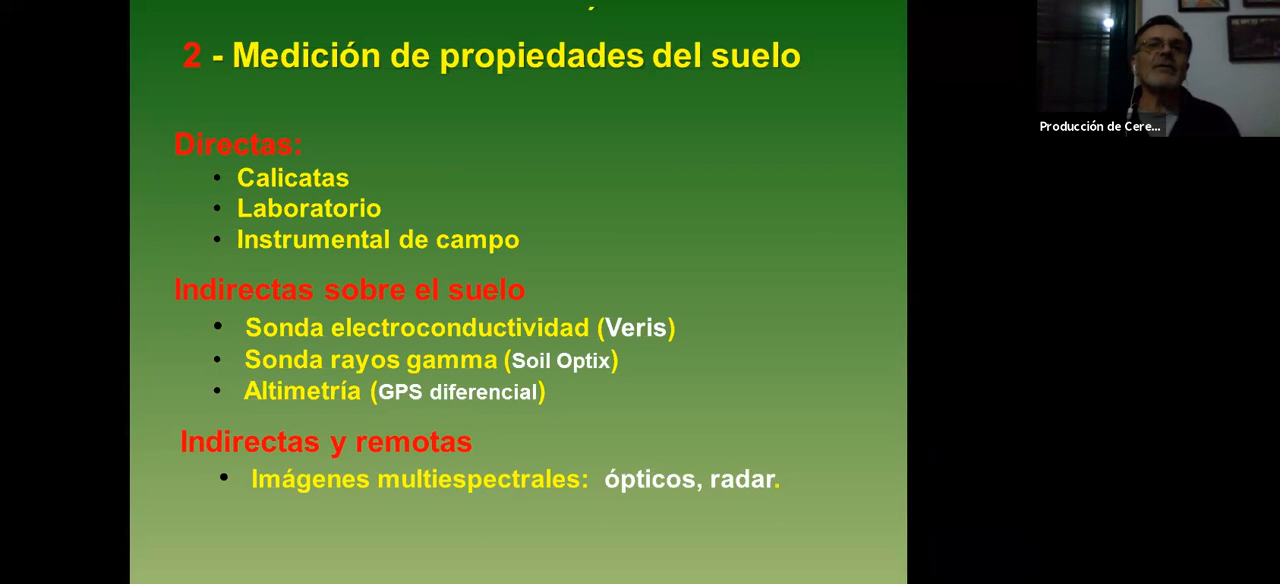 2 - Medición de propiedades del suelo
Directas:
• Calicatas
• Laboratorio
• Instrumental de campo
Indirectas sobre el suelo
• Sonda electroconductividad (Veris)
• Sonda rayos gamma (Soil Optix)
• Altimetría (GPS diferencial)
Indirectas y remotas
• Imágenes multiespectrales: ópticos, radar.
Producción de Cere...